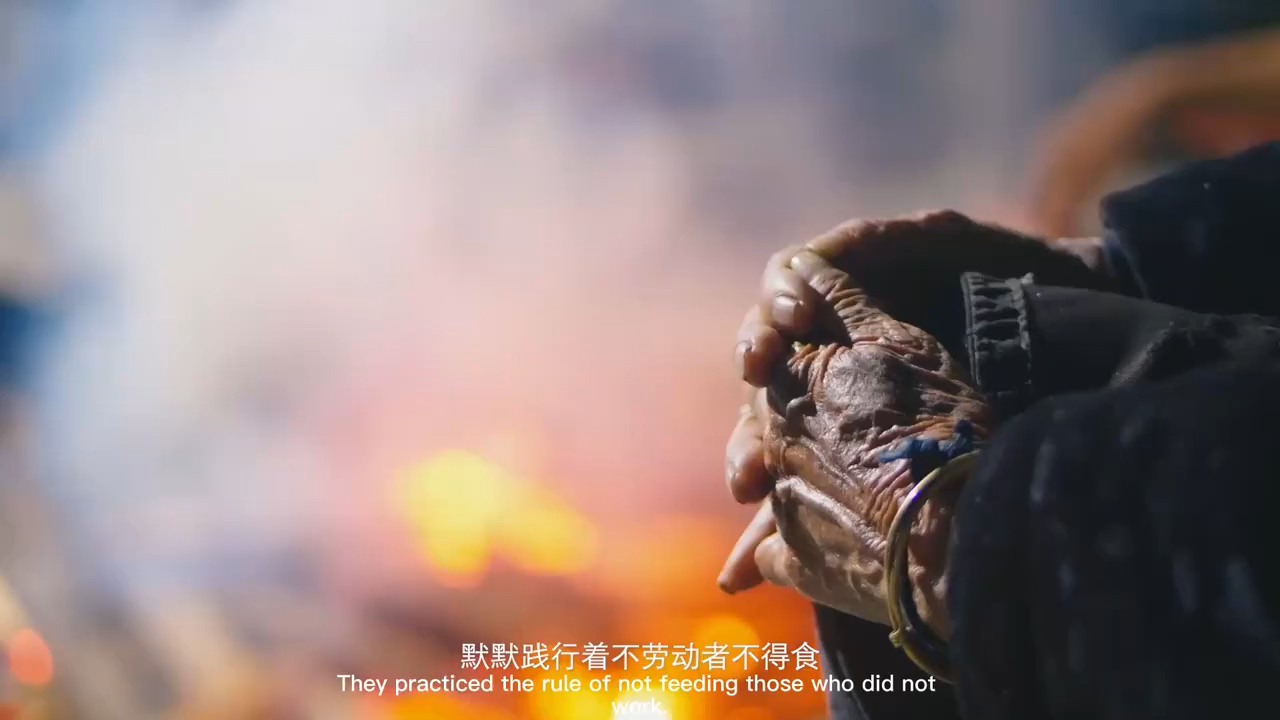 默默践行着不劳动者不得食
They practiced the rule of not feeding those who did not
work.